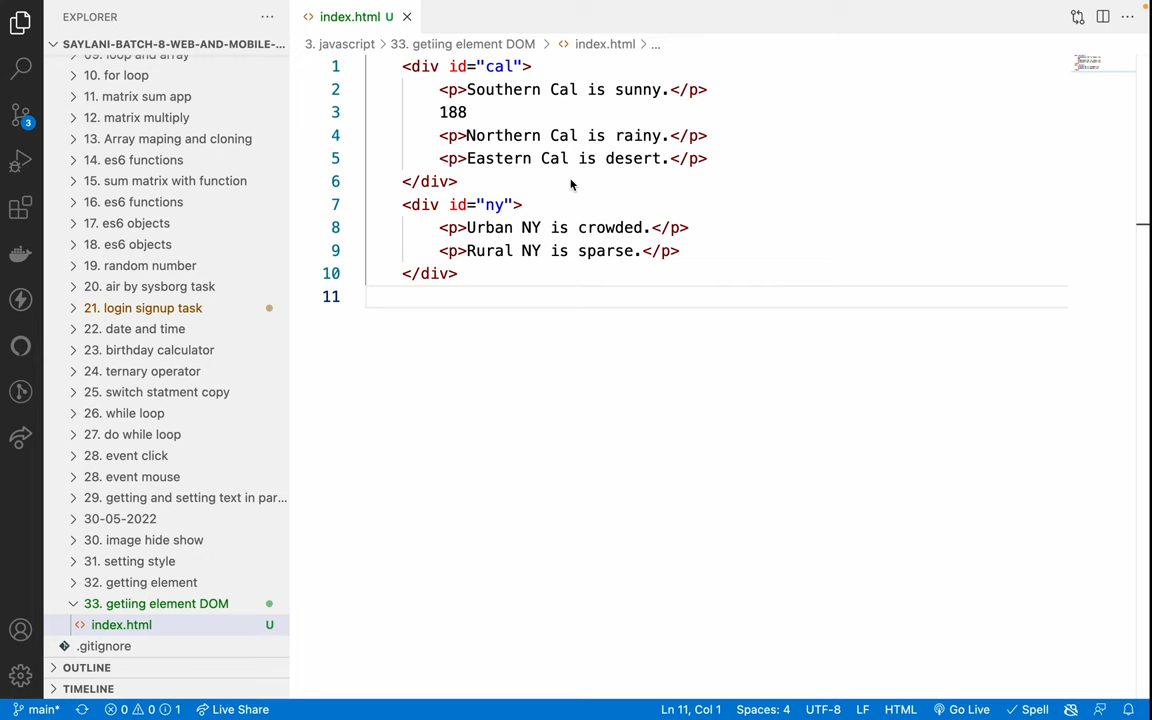 EXPLORER
index.html U
SAYLANI-BATCH-8-WEB-AND-MOBILE-...
3. javascript > 33. getiing element DOM > index.html > ...
09. loop and array
10. for loop
11. matrix sum app
12. matrix multiply
13. Array maping and cloning
14. es6 functions
15. sum matrix with function
16. es6 functions
17. es6 objects
18. es6 objects
19. random number
20. air by sysborg task
21. login signup task
22. date and time
23. birthday calculator
24. ternary operator
25. switch statment copy
26. while loop
27. do while loop
28. event click
28. event mouse
29. getting and setting text in par...
30-05-2022
30. image hide show
31. setting style
32. getting element
33. getiing element DOM
index.html U
.gitignore
OUTLINE
TIMELINE
3
1 <div id="cal">
2 <p>Southern Cal is sunny.</p>
3 188
4 <p>Northern Cal is rainy.</p>
5 <p>Eastern Cal is desert.</p>
6 </div>
7 <div id="ny">
8 <p>Urban NY is crowded.</p>
9 <p>Rural NY is sparse.</p>
10 </div>
11
main* 0 0 1 Live Share Ln 11, Col 1 Spaces: 4 UTF-8 LF HTML Go Live Spell